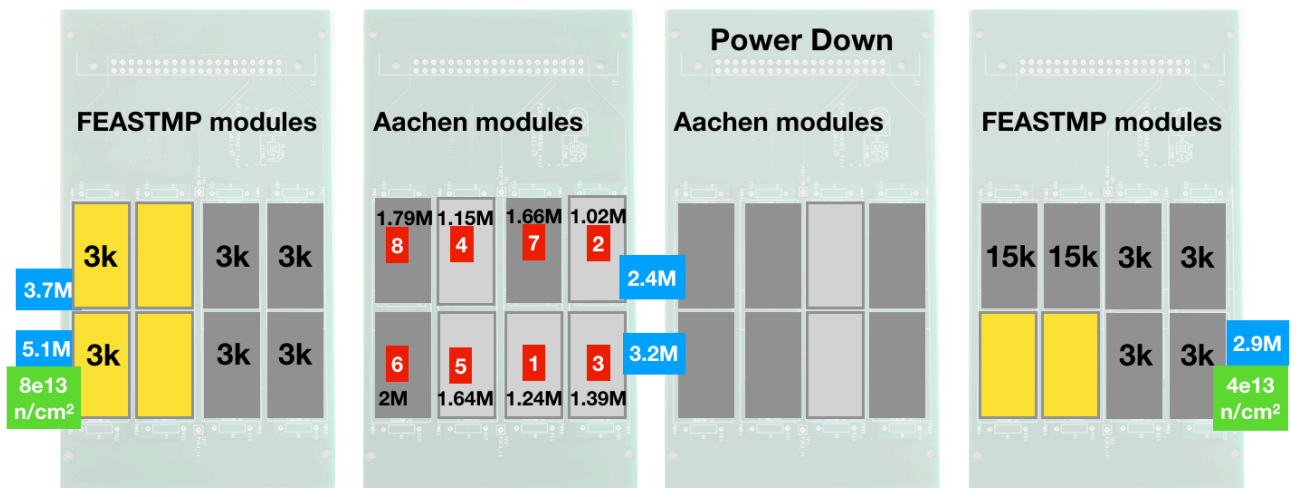 Power Down
FEASTMP modules
Aachen modules
Aachen modules
FEASTMP modules
3k
3k
3k
3.7M
3k
3k
3k
5.1M
8e13
n/cm²
1.79M
1.15M
1.66M
1.02M
8
4
7
2
2.4M
6
5
1
3
3.2M
2M
1.64M
1.24M
1.39M
15k
15k
3k
3k
3k
3k
2.9M
4e13
n/cm²